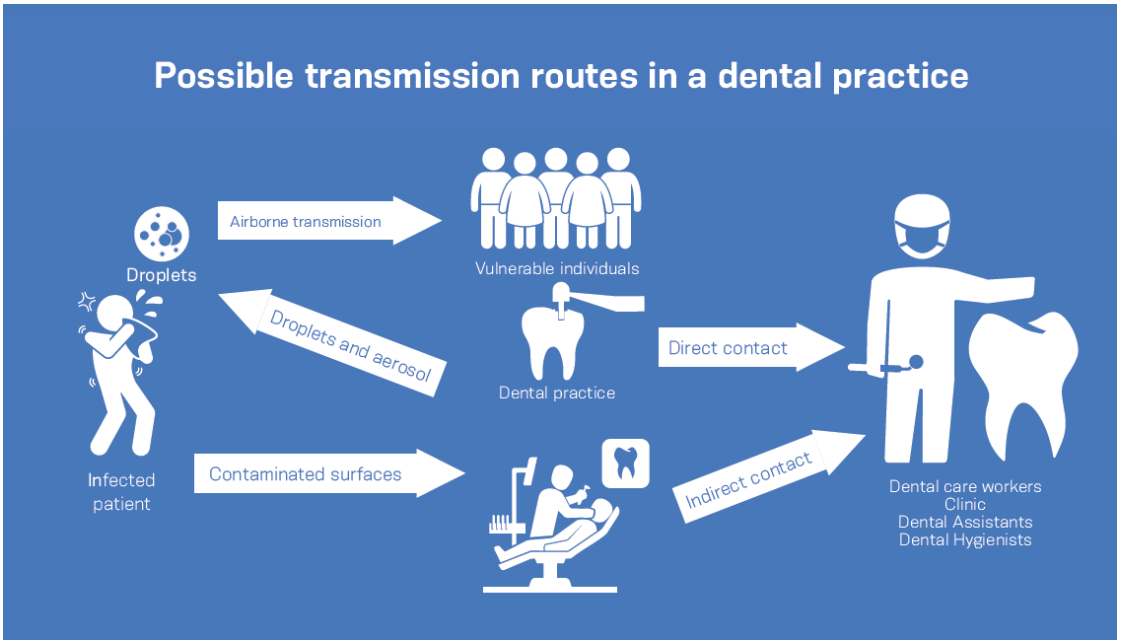 Possible transmission routes in a dental practice
Airborne transmission
Droplets
Vulnerable individuals
Droplets and aerosol
Direct contact
Dental practice
Contaminated surfaces
Indirect contact
Infected
patient
Dental care workers
Clinic
Dental Assistants
Dental Hygienists